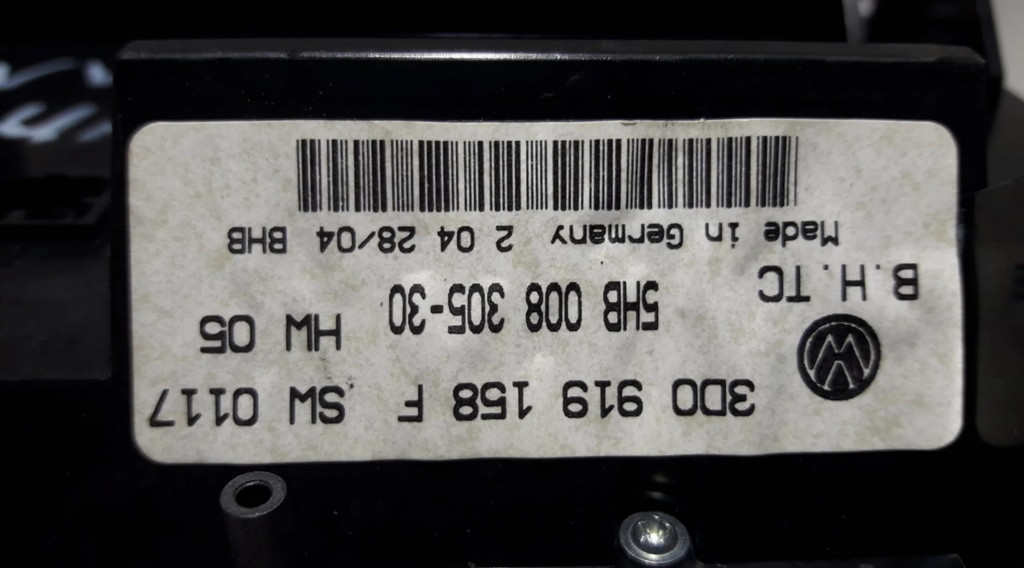 3D0 919 158 F SW 0117
5HB 008 305-30 HW 05
B.H.TC
Made in Germany 2 04 28/04 BHB